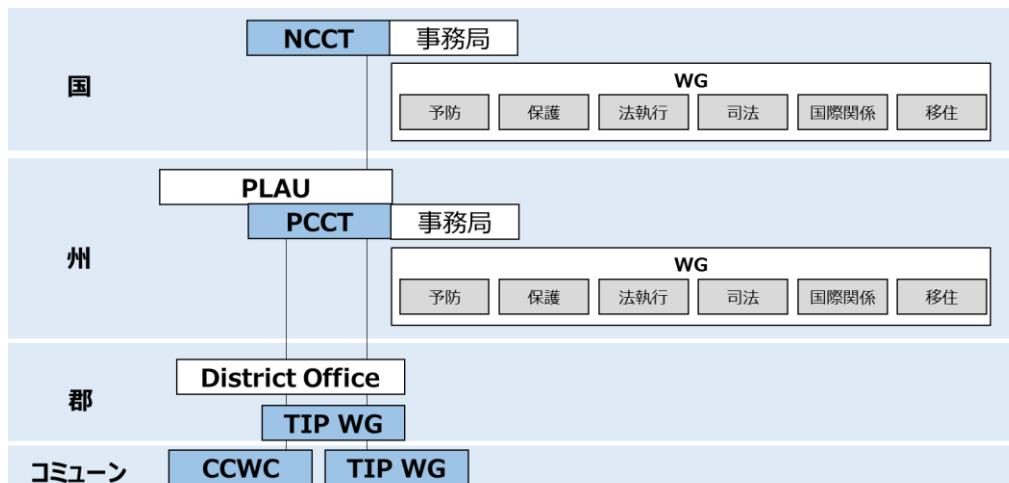 国
NCCT
事務局
WG
予防
保護
法執行
司法
国際関係
移住
州
PLAU
PCCT
事務局
WG
予防
保護
法執行
司法
国際関係
移住
郡
District Office
TIP WG
コミューン
CCWC
TIP WG